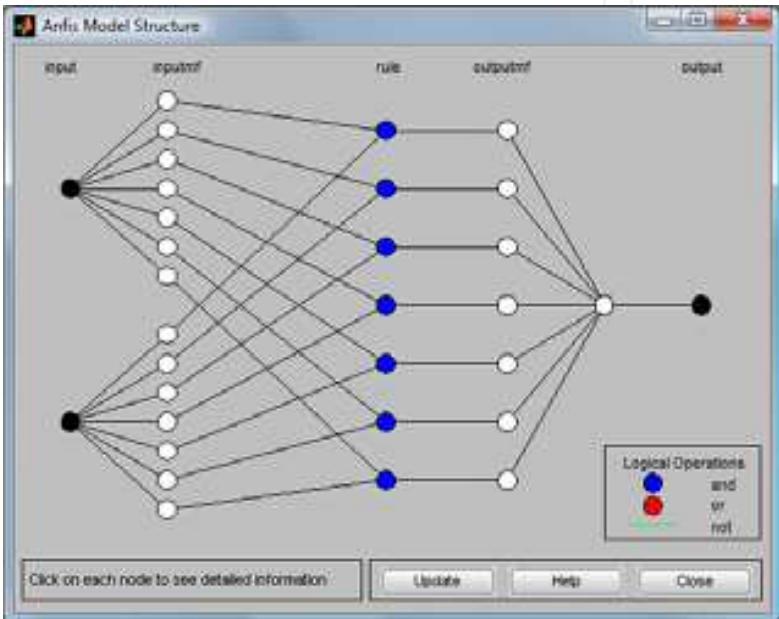 Anfis Model Structure
input inputmf rule outputmf output
Logical Operations
and
or
not
Click on each node to see detailed information
Update Help Close